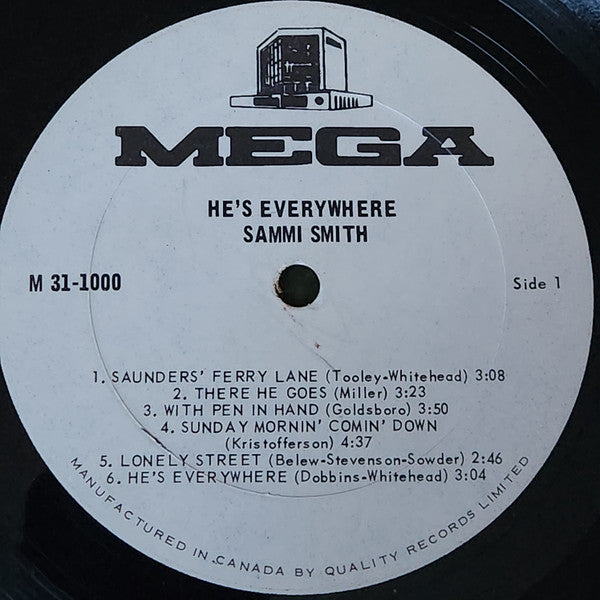 MEGA
HE'S EVERYWHERE
SAMMI SMITH
M 31-1000
Side 1
1. SAUNDERS' FERRY LANE (Tooley-Whitehead) 3:08
2. THERE HE GOES (Miller) 3:23
3. WITH PEN IN HAND (Goldsboro) 3:50
4. SUNDAY MORNIN' COMIN' DOWN
(Kristofferson) 4:37
5. LONELY STREET (Belew-Stevenson-Sowder) 2:46
6. HE'S EVERYWHERE (Dobbins-Whitehead) 3:04
MANUFACTURED IN CANADA BY QUALITY RECORDS LIMITED